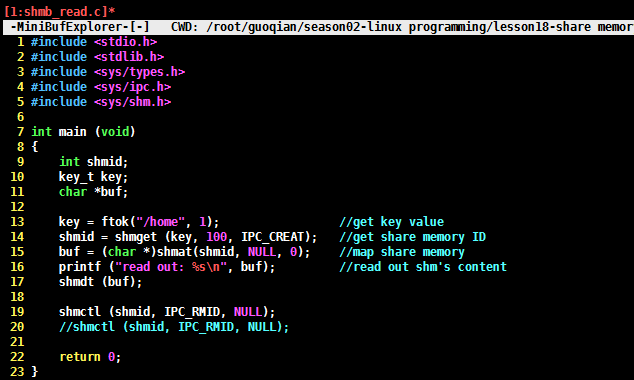 [1:shmb_read.c]*
-MiniBufExplorer-[-]   CWD: /root/guoqian/season02-linux programming/lesson18-share memor
1 #include <stdio.h>
2 #include <stdlib.h>
3 #include <sys/types.h>
4 #include <sys/ipc.h>
5 #include <sys/shm.h>
6
7 int main (void)
8 {
9     int shmid;
10     key_t key;
11     char *buf;
12
13     key = ftok("/home", 1);                 //get key value
14     shmid = shmget (key, 100, IPC_CREAT);   //get share memory ID
15     buf = (char *)shmat(shmid, NULL, 0);    //map share memory
16     printf ("read out: %s\n", buf);         //read out shm's content
17     shmdt (buf);
18
19     shmctl (shmid, IPC_RMID, NULL);
20     //shmctl (shmid, IPC_RMID, NULL);
21
22     return 0;
23 }